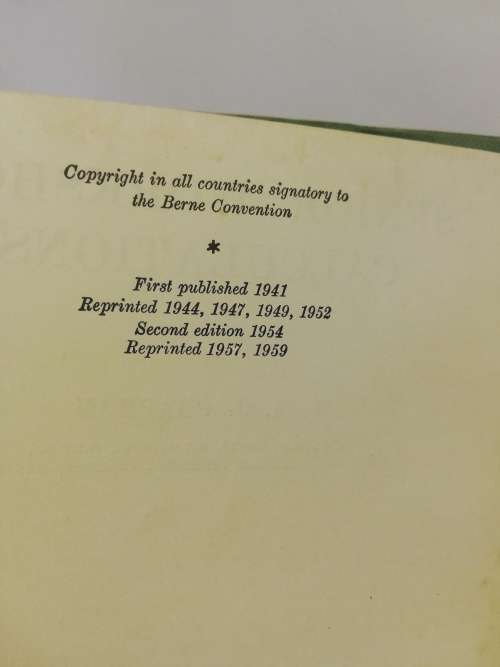 Copyright in all countries signatory to
the Berne Convention
*
First published 1941
Reprinted 1944, 1947, 1949, 1952
Second edition 1954
Reprinted 1957, 1959